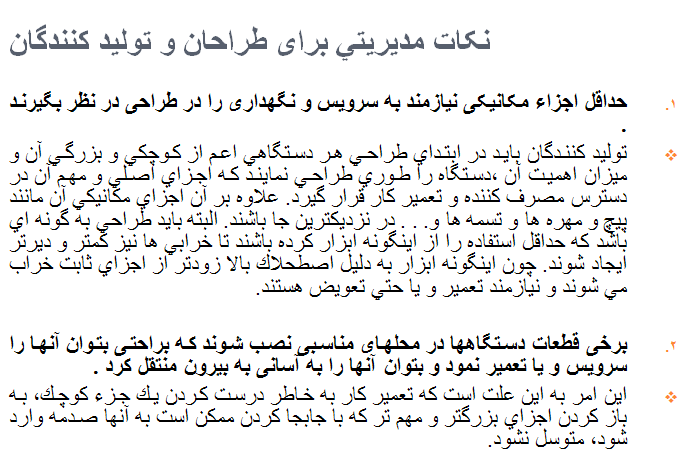 نكات مديريتي برای طراحان و توليد كنندگان
۱. حداقل اجزاء مكانيكی نيازمند به سرويس و نگهداری را در طراحی در نظر بگيرند
.
❖ توليد كنندگان بايد در ابتداي طراحي هر دستگاهي اعم از كوچكي و بزرگي آن و
ميزان اهميت آن ،دستگاه را طوري طراحي نمايند كه اجزاي اصلي و مهم آن در
دسترس مصرف كننده و تعمير كار قرار گيرد. علاوه بر آن اجزاي مكانيكي آن مانند
پيچ و مهره ها و تسمه ها و. . . در نزديكترين جا باشند. البته بايد طراحي به گونه اي
باشد كه حداقل استفاده را از اينگونه ابزار كرده باشند تا خرابي ها نيز كمتر و ديرتر
ايجاد شوند. چون اينگونه ابزار به دليل اصطحلاك بالا زودتر از اجزاي ثابت خراب
مي شوند و نيازمند تعمير و يا حتي تعويض هستند.
۲. برخی قطعات دستگاهها در محلهای مناسبی نصب شوند كه براحتی بتوان آنها را
سرويس و يا تعمير نمود و بتوان آنها را به آسانی به بيرون منتقل كرد .
❖ اين امر به اين علت است كه تعمير كار به خاطر درست كردن يك جزء كوچك، به
باز كردن اجزاي بزرگتر و مهم تر كه با جابجا كردن ممكن است به آنها صدمه وارد
شود، متوسل نشود.